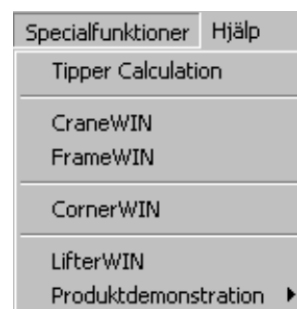 Specialfunktioner Hjälp
Tipper Calculation
CraneWIN
FrameWIN
CornerWIN
LifterWIN
Produktdemonstration